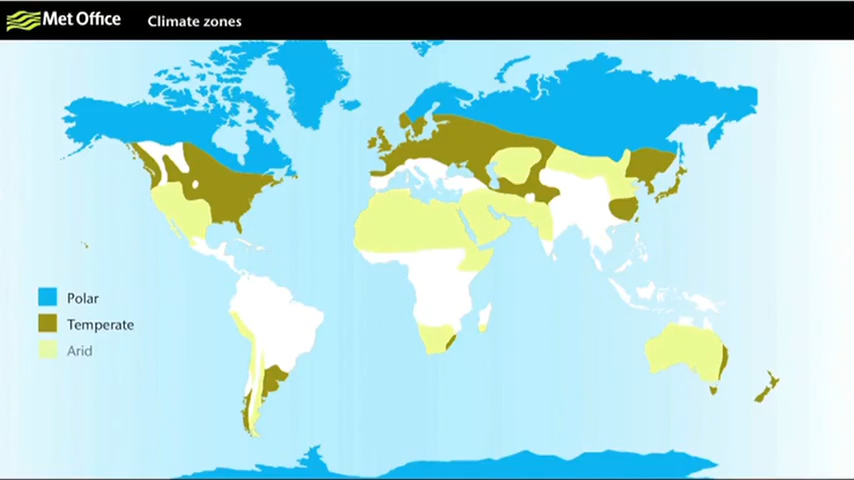 Met Office
Climate zones
Polar
Temperate
Arid